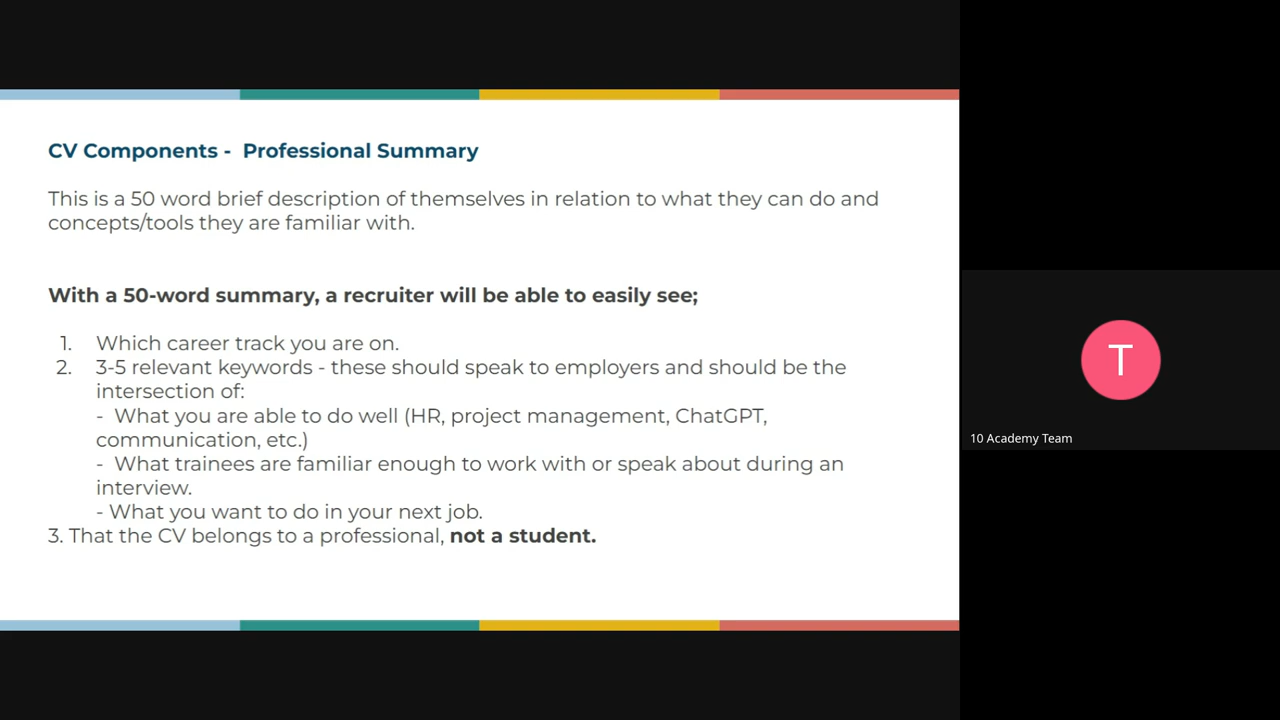 CV Components - Professional Summary
This is a 50 word brief description of themselves in relation to what they can do and
concepts/tools they are familiar with.
With a 50-word summary, a recruiter will be able to easily see;
1. Which career track you are on.
2. 3-5 relevant keywords - these should speak to employers and should be the
intersection of:
- What you are able to do well (HR, project management, ChatGPT,
communication, etc.)
- What trainees are familiar enough to work with or speak about during an
interview.
- What you want to do in your next job.
3. That the CV belongs to a professional, not a student.
T
10 Academy Team